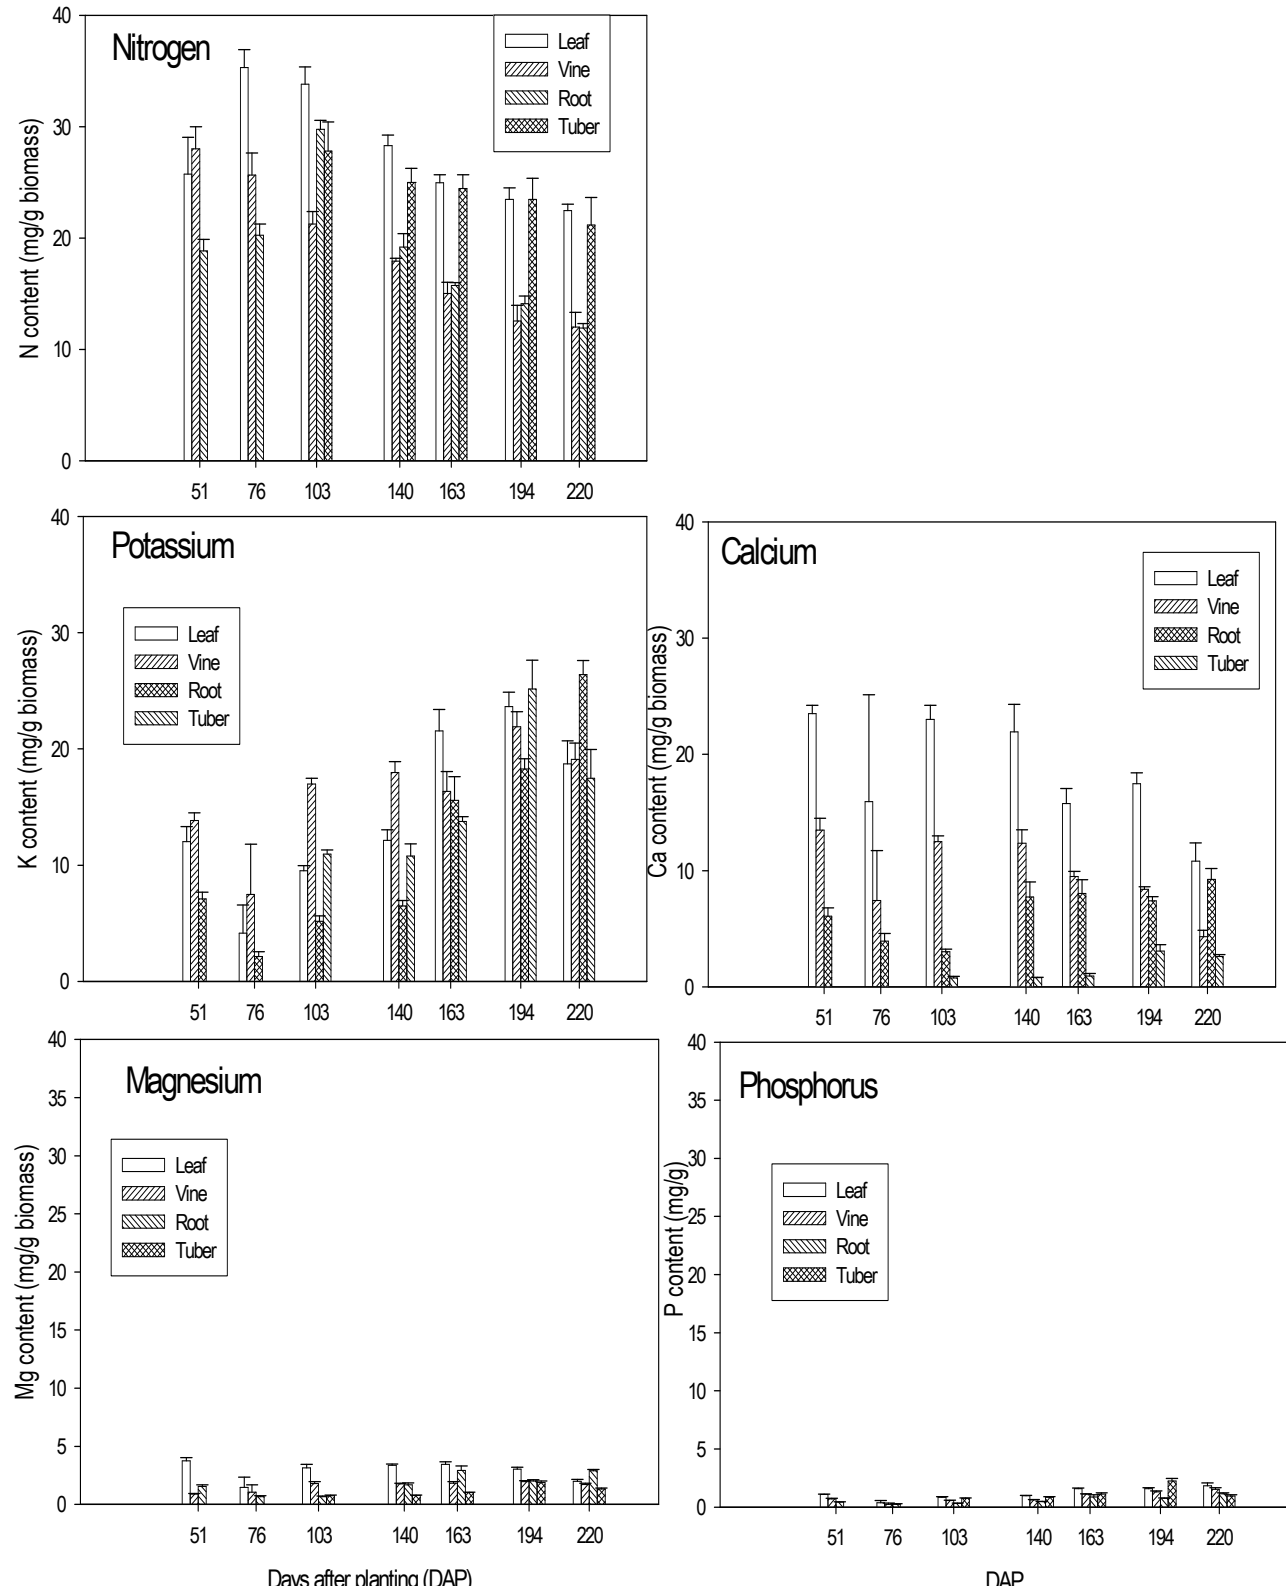 Nitrogen
N content (mg/g biomass)
40
30
20
10
0
Leaf
Vine
Root
Tuber
51 76 103 140 163 194 220
Potassium
K content (mg/g biomass)
40
30
20
10
0
Leaf
Vine
Root
Tuber
51 76 103 140 163 194 220
Calcium
Ca content (mg/g biomass)
40
30
20
10
0
Leaf
Vine
Root
Tuber
51 76 103 140 163 194 220
Magnesium
Mg content (mg/g biomass)
40
35
30
25
20
15
10
5
0
Leaf
Vine
Root
Tuber
51 76 103 140 163 194 220
Days after planting (DAP)
Phosphorus
P content (mg/g)
40
35
30
25
20
15
10
5
0
Leaf
Vine
Root
Tuber
51 76 103 140 163 194 220
DAP